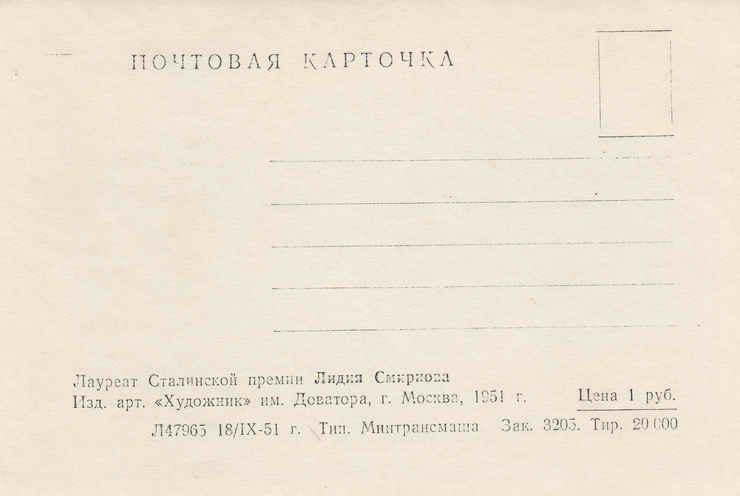 ПОЧТОВАЯ КАРТОЧКА
Лауреат Сталинской премии Лидия Смирнова
Изд. арт. «Художник» им. Доватора, г. Москва, 1951 г. Цена 1 руб.
Л47965 18/IX-51 г. Тип. Минтрансмаша Зак. 3205. Тир. 20 000